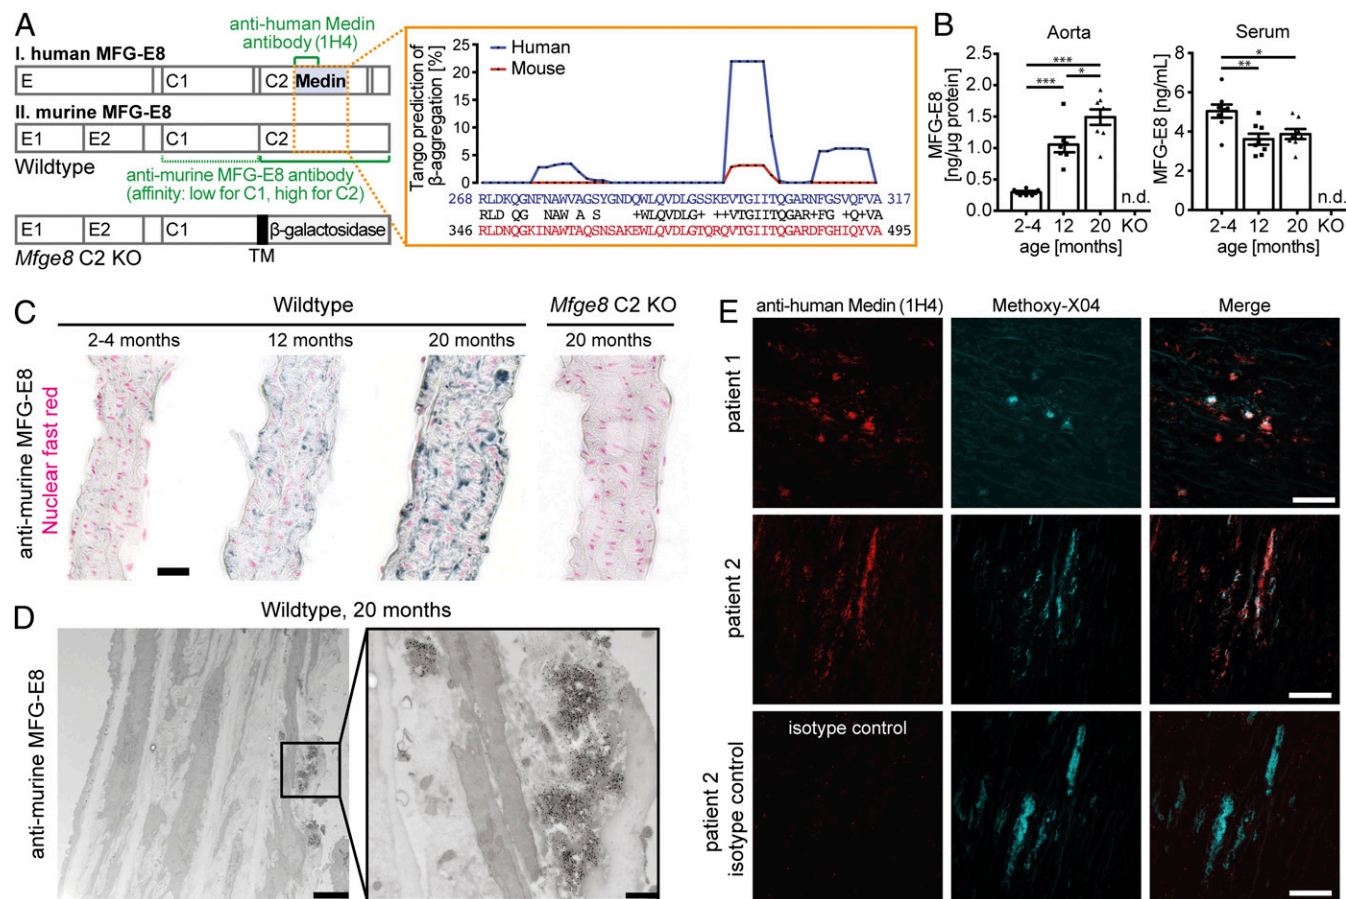 A
anti-human Medin
antibody (1H4)
I. human MFG-E8
E C1 C2 Medin
II. murine MFG-E8
E1 E2 C1 C2
Wildtype
anti-murine MFG-E8 antibody
(affinity: low for C1, high for C2)
E1 E2 C1 β-galactosidase
Mfge8 C2 KO TM
Tango prediction of
β-aggregation [%]
25
20
15
10
5
0
Human
Mouse
268 RLDKQGNFNAWVAGSYGNDQWLQVDLGSSKEVTGIITQGARNFGSVQFVA 317
RLD QG NAW A S +WLQVDLG+ ++VTGIITQGAR+FG +Q+VA
346 RLDNQGKINAWTAQSNSAKEWLQVDLGTQRQVTGIITQGARDFGHIQYVA 495
B
Aorta
MFG-E8
[ng/µg protein]
2.5
2.0
1.5
1.0
0.5
0.0
***
*** *
n.d.
2-4 12 20 KO
age [months]
Serum
MFG-E8 [ng/mL]
8
6
4
2
0
*
**
n.d.
2-4 12 20 KO
age [months]
C
Wildtype Mfge8 C2 KO
2-4 months 12 months 20 months 20 months
anti-murine MFG-E8
Nuclear fast red
D
Wildtype, 20 months
anti-murine MFG-E8
E
anti-human Medin (1H4) Methoxy-X04 Merge
patient 1
patient 2
isotype control
patient 2
isotype control